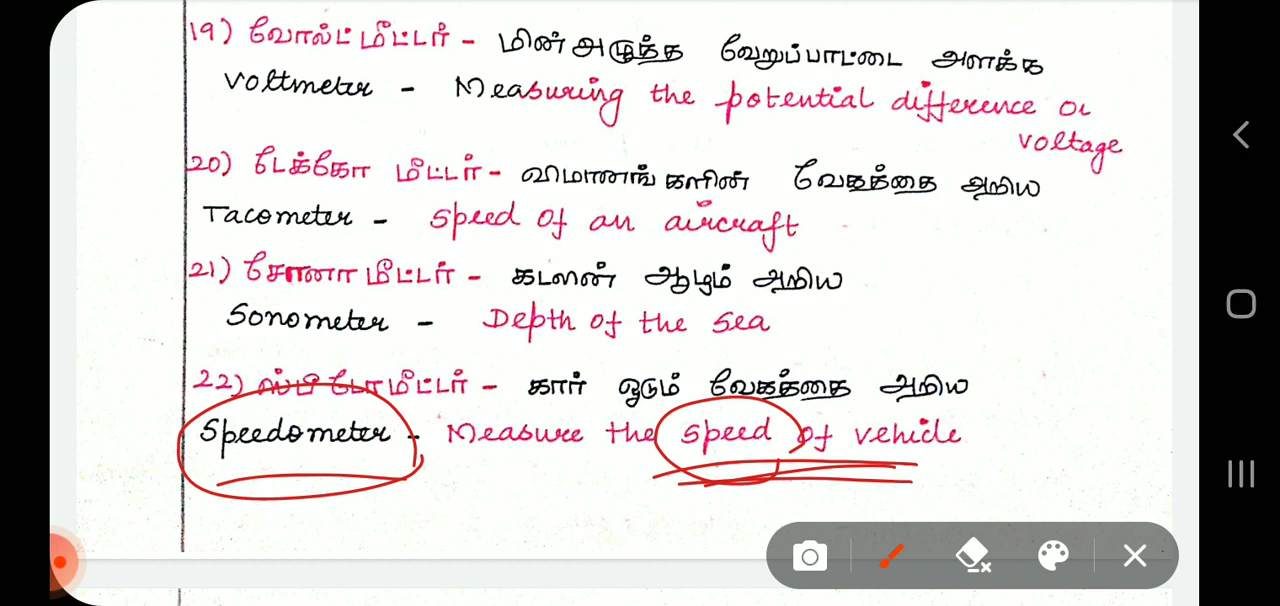 19) வோல்ட் மீட்டர் - மின் அழுத்த வேறுப்பாட்டை அளக்க
Voltmeter - Measuring the potential difference or
voltage
20) டேக்கோ மீட்டர் - விமானங்களின் வேகத்தை அறிய
Tacometer - Speed of an aircraft
21) சோனா மீட்டர் - கடலின் ஆழம் அறிய
Sonometer - Depth of the sea
22) ஸ்பீடோ மீட்டர் - கார் ஓடும் வேகத்தை அறிய
Speedometer - Measure the speed of vehicle